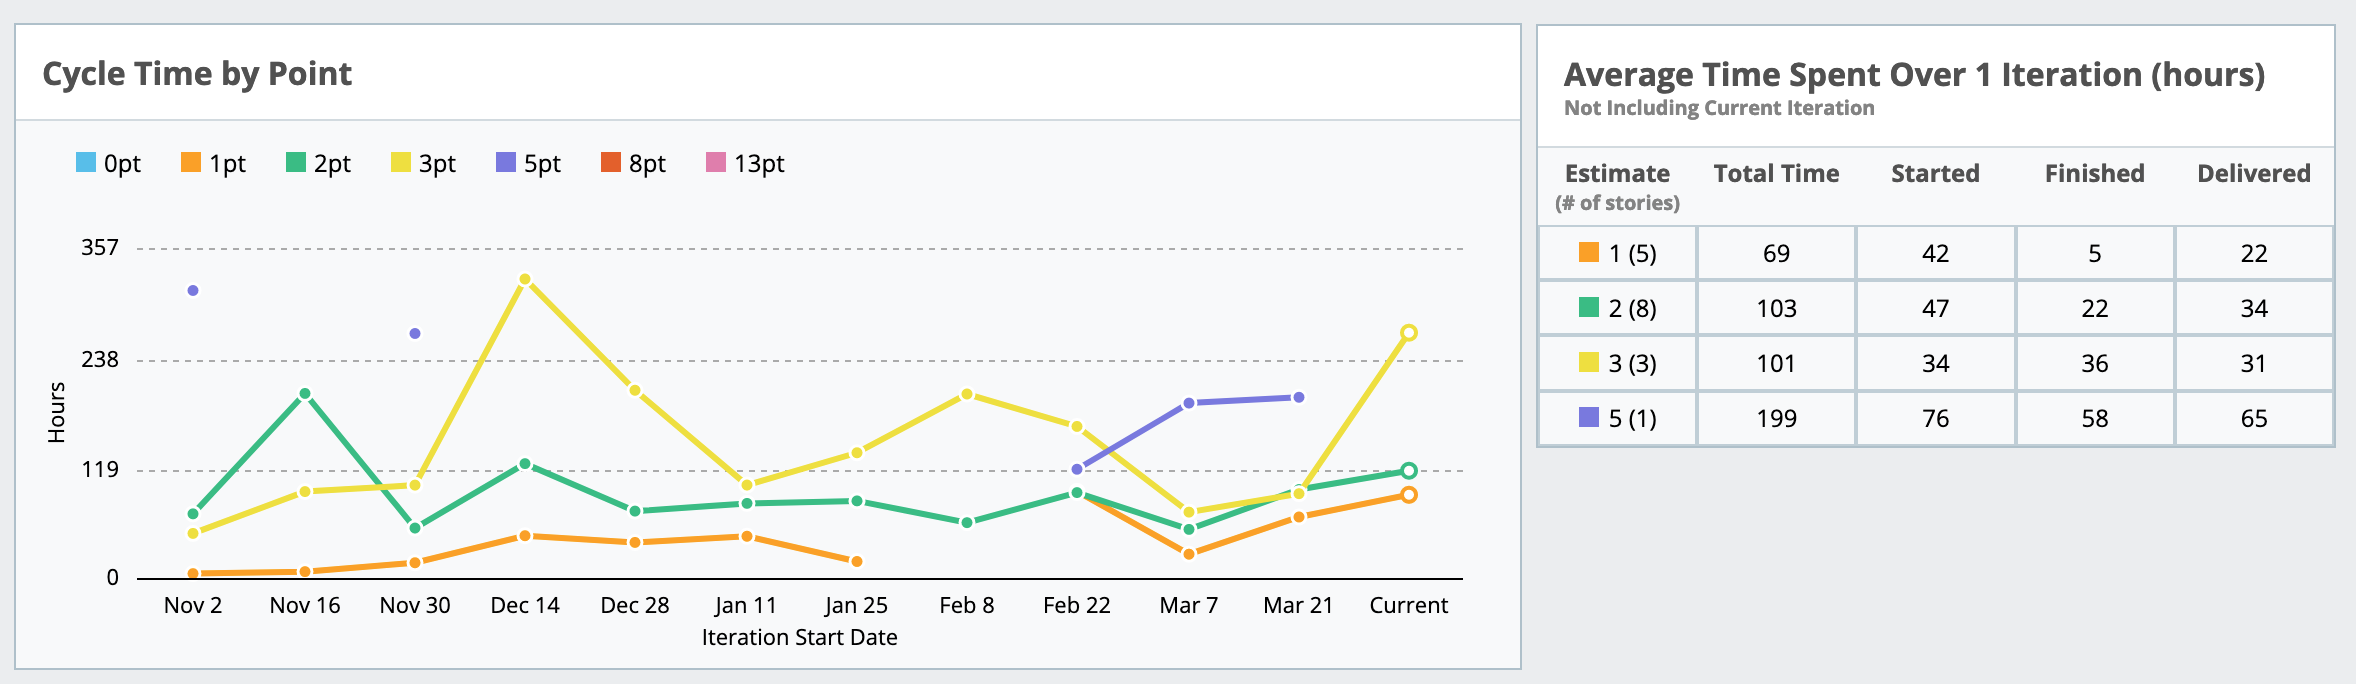 Cycle Time by Point
0pt 1pt 2pt 3pt 5pt 8pt 13pt
357
238
119
0
Hours
Nov 2 Nov 16 Nov 30 Dec 14 Dec 28 Jan 11 Jan 25 Feb 8 Feb 22 Mar 7 Mar 21 Current
Iteration Start Date
Average Time Spent Over 1 Iteration (hours)
Not Including Current Iteration
Estimate Total Time Started Finished Delivered
(# of stories)
1 (5) 69 42 5 22
2 (8) 103 47 22 34
3 (3) 101 34 36 31
5 (1) 199 76 58 65